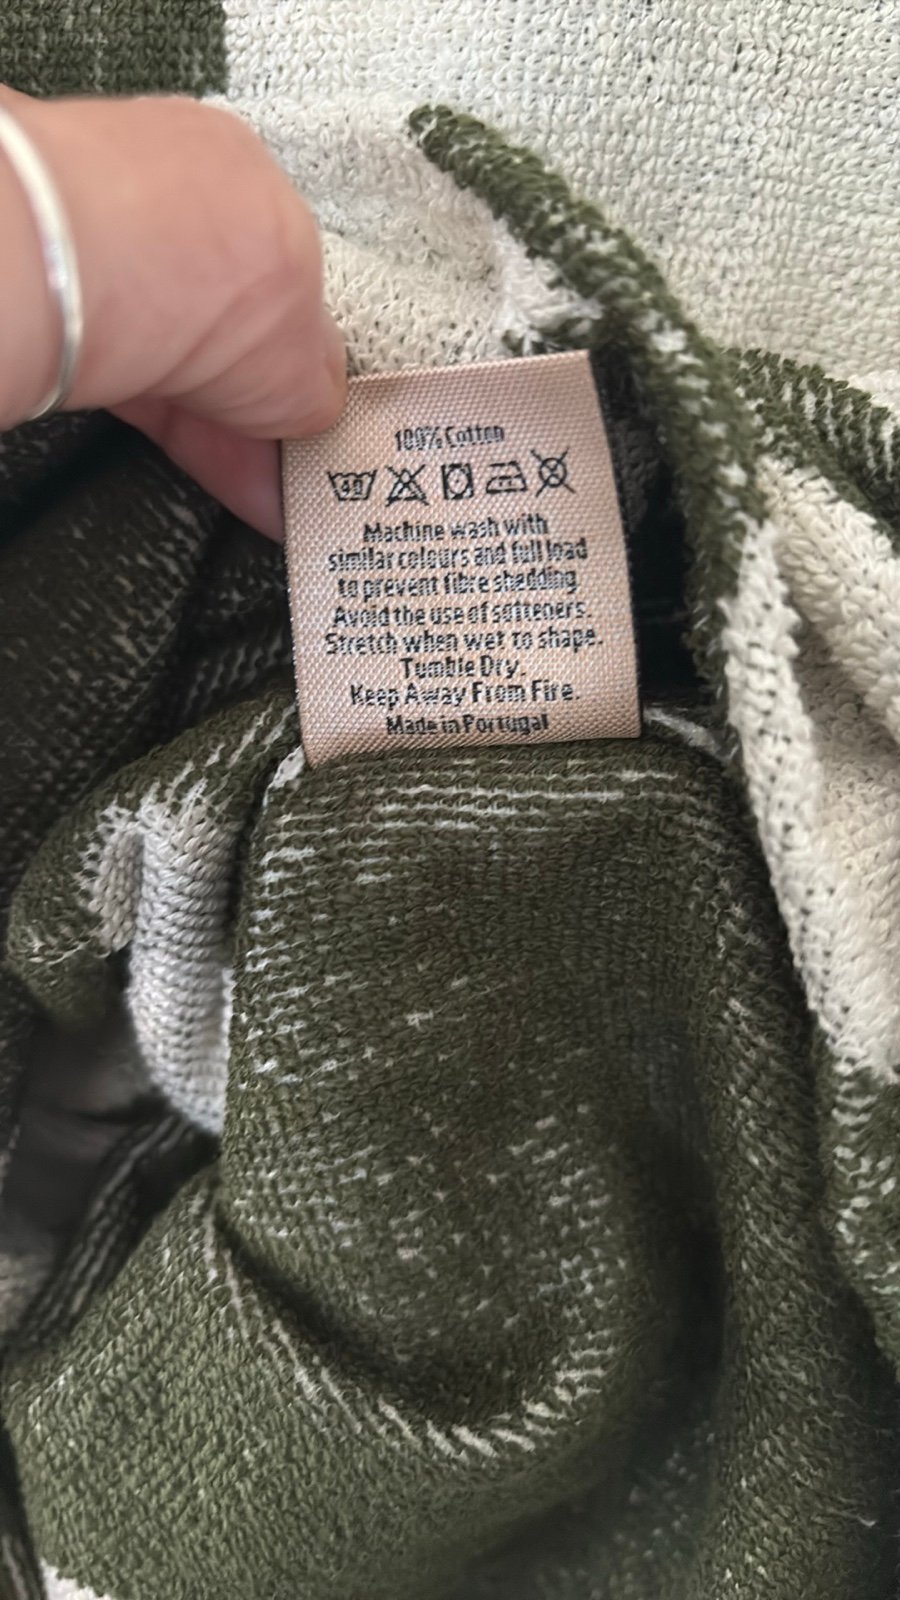 100% Cotton
40
Machine wash with
similar colours and full load
to prevent fibre shedding
Avoid the use of softeners.
Stretch when wet to shape.
Tumble Dry.
Keep Away From Fire.
Made in Portugal